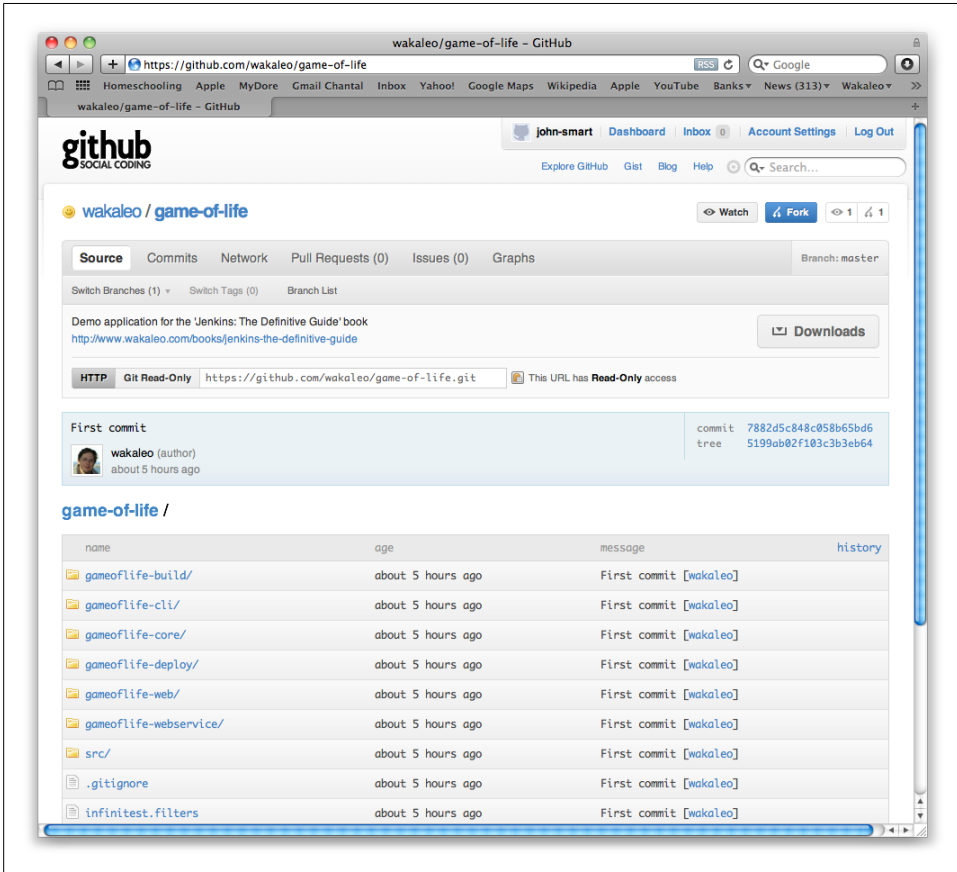 wakaleo/game-of-life – GitHub
https://github.com/wakaleo/game-of-life RSS Google
Homeschooling Apple MyDore Gmail Chantal Inbox Yahoo! Google Maps Wikipedia Apple YouTube Banks News (313) Wakaleo
wakaleo/game-of-life – GitHub
john-smart Dashboard Inbox 0 Account Settings Log Out
github
SOCIAL CODING
Explore GitHub Gist Blog Help Search...
wakaleo / game-of-life Watch Fork 1 1
Source Commits Network Pull Requests (0) Issues (0) Graphs Branch: master
Switch Branches (1) Switch Tags (0) Branch List
Demo application for the 'Jenkins: The Definitive Guide' book
http://www.wakaleo.com/books/jenkins-the-definitive-guide
Downloads
HTTP Git Read-Only https://github.com/wakaleo/game-of-life.git This URL has Read-Only access
First commit
wakaleo (author)
about 5 hours ago
commit 7882d5c848c058b65bd6
tree 5199ab02f103c3b3eb64
game-of-life /
name age message history
gameoflife-build/ about 5 hours ago First commit [wakaleo]
gameoflife-cli/ about 5 hours ago First commit [wakaleo]
gameoflife-core/ about 5 hours ago First commit [wakaleo]
gameoflife-deploy/ about 5 hours ago First commit [wakaleo]
gameoflife-web/ about 5 hours ago First commit [wakaleo]
gameoflife-webservice/ about 5 hours ago First commit [wakaleo]
src/ about 5 hours ago First commit [wakaleo]
.gitignore about 5 hours ago First commit [wakaleo]
infinitest.filters about 5 hours ago First commit [wakaleo]